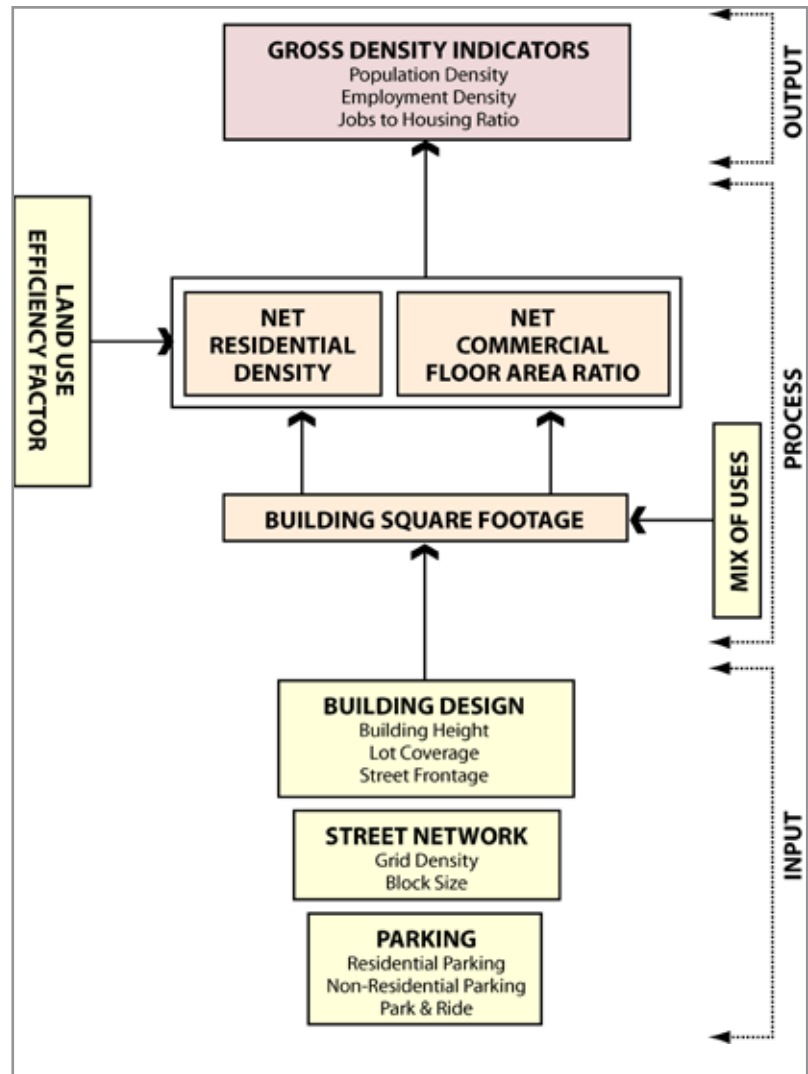 GROSS DENSITY INDICATORS
Population Density
Employment Density
Jobs to Housing Ratio
OUTPUT
LAND USE
EFFICIENCY FACTOR
NET
RESIDENTIAL
DENSITY
NET
COMMERCIAL
FLOOR AREA RATIO
PROCESS
BUILDING SQUARE FOOTAGE
MIX OF USES
BUILDING DESIGN
Building Height
Lot Coverage
Street Frontage
STREET NETWORK
Grid Density
Block Size
INPUT
PARKING
Residential Parking
Non-Residential Parking
Park & Ride